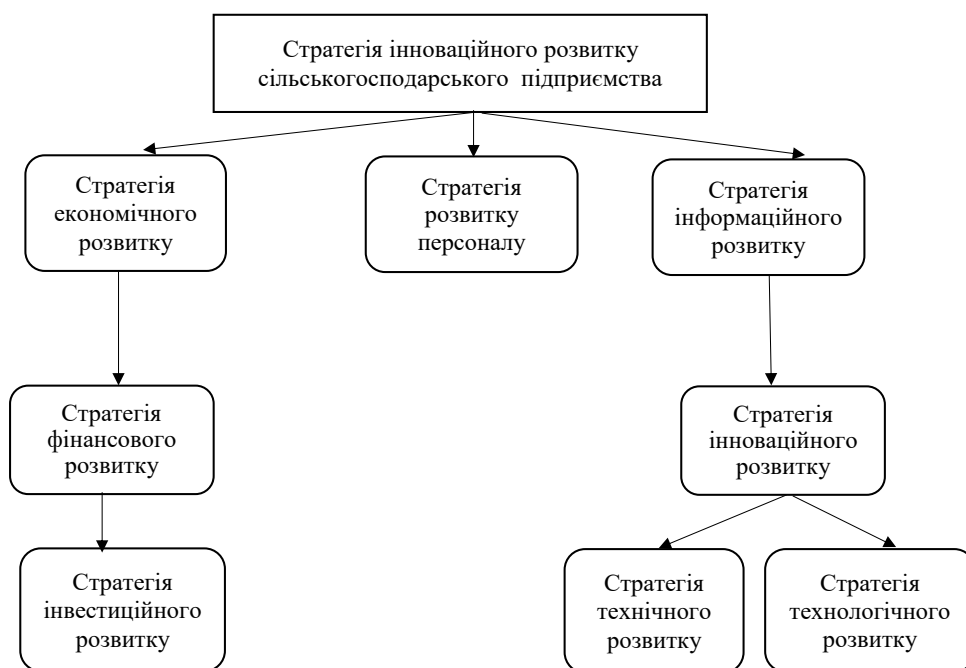 Стратегія інноваційного розвитку
сільськогосподарського підприємства
Стратегія
економічного
розвитку
Стратегія
розвитку
персоналу
Стратегія
інформаційного
розвитку
Стратегія
фінансового
розвитку
Стратегія
інноваційного
розвитку
Стратегія
інвестиційного
розвитку
Стратегія
технічного
розвитку
Стратегія
технологічного
розвитку